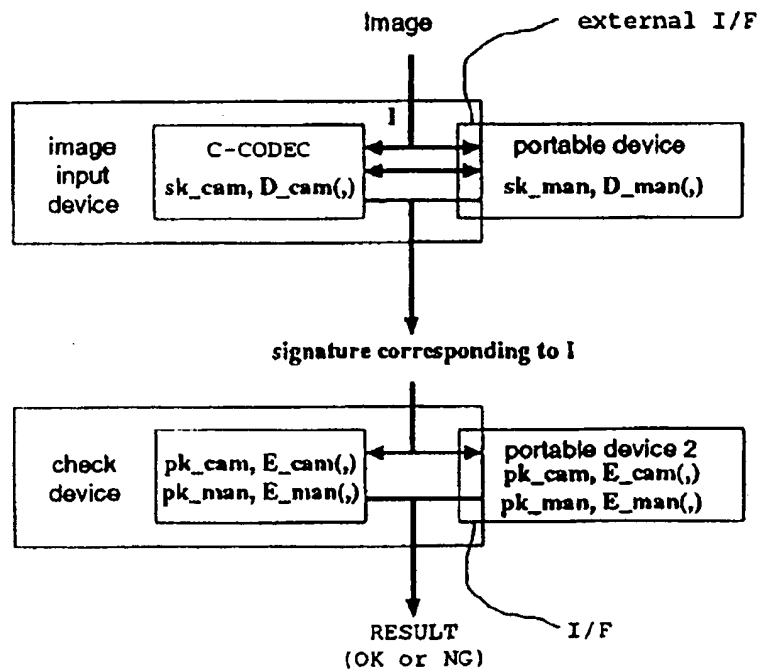 Image
external I/F
I
image
input
device
C-CODEC
sk_cam, D_cam(,)
portable device
sk_man, D_man(,)
signature corresponding to I
check
device
pk_cam, E_cam(,)
pk_man, E_man(,)
portable device 2
pk_cam, E_cam(,)
pk_man, E_man(,)
RESULT
(OK or NG)
I/F